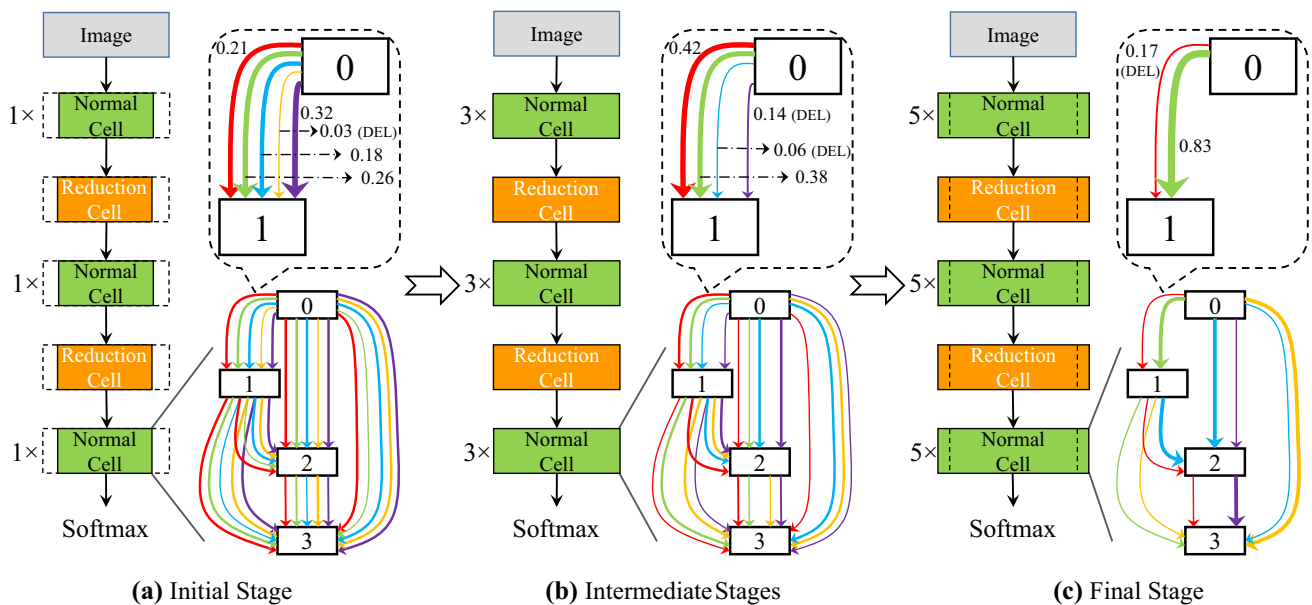 Image
1×
Normal
Cell
Reduction
Cell
1×
Normal
Cell
Reduction
Cell
1×
Normal
Cell
Softmax
0.21
0
0.32
0.03 (DEL)
0.18
0.26
1
0
1
2
3
(a) Initial Stage
Image
3×
Normal
Cell
Reduction
Cell
3×
Normal
Cell
Reduction
Cell
3×
Normal
Cell
Softmax
0.42
0
0.14 (DEL)
0.06 (DEL)
0.38
1
0
1
2
3
(b) Intermediate Stages
Image
5×
Normal
Cell
Reduction
Cell
5×
Normal
Cell
Reduction
Cell
5×
Normal
Cell
Softmax
0.17
(DEL)
0
0.83
1
0
1
2
3
(c) Final Stage